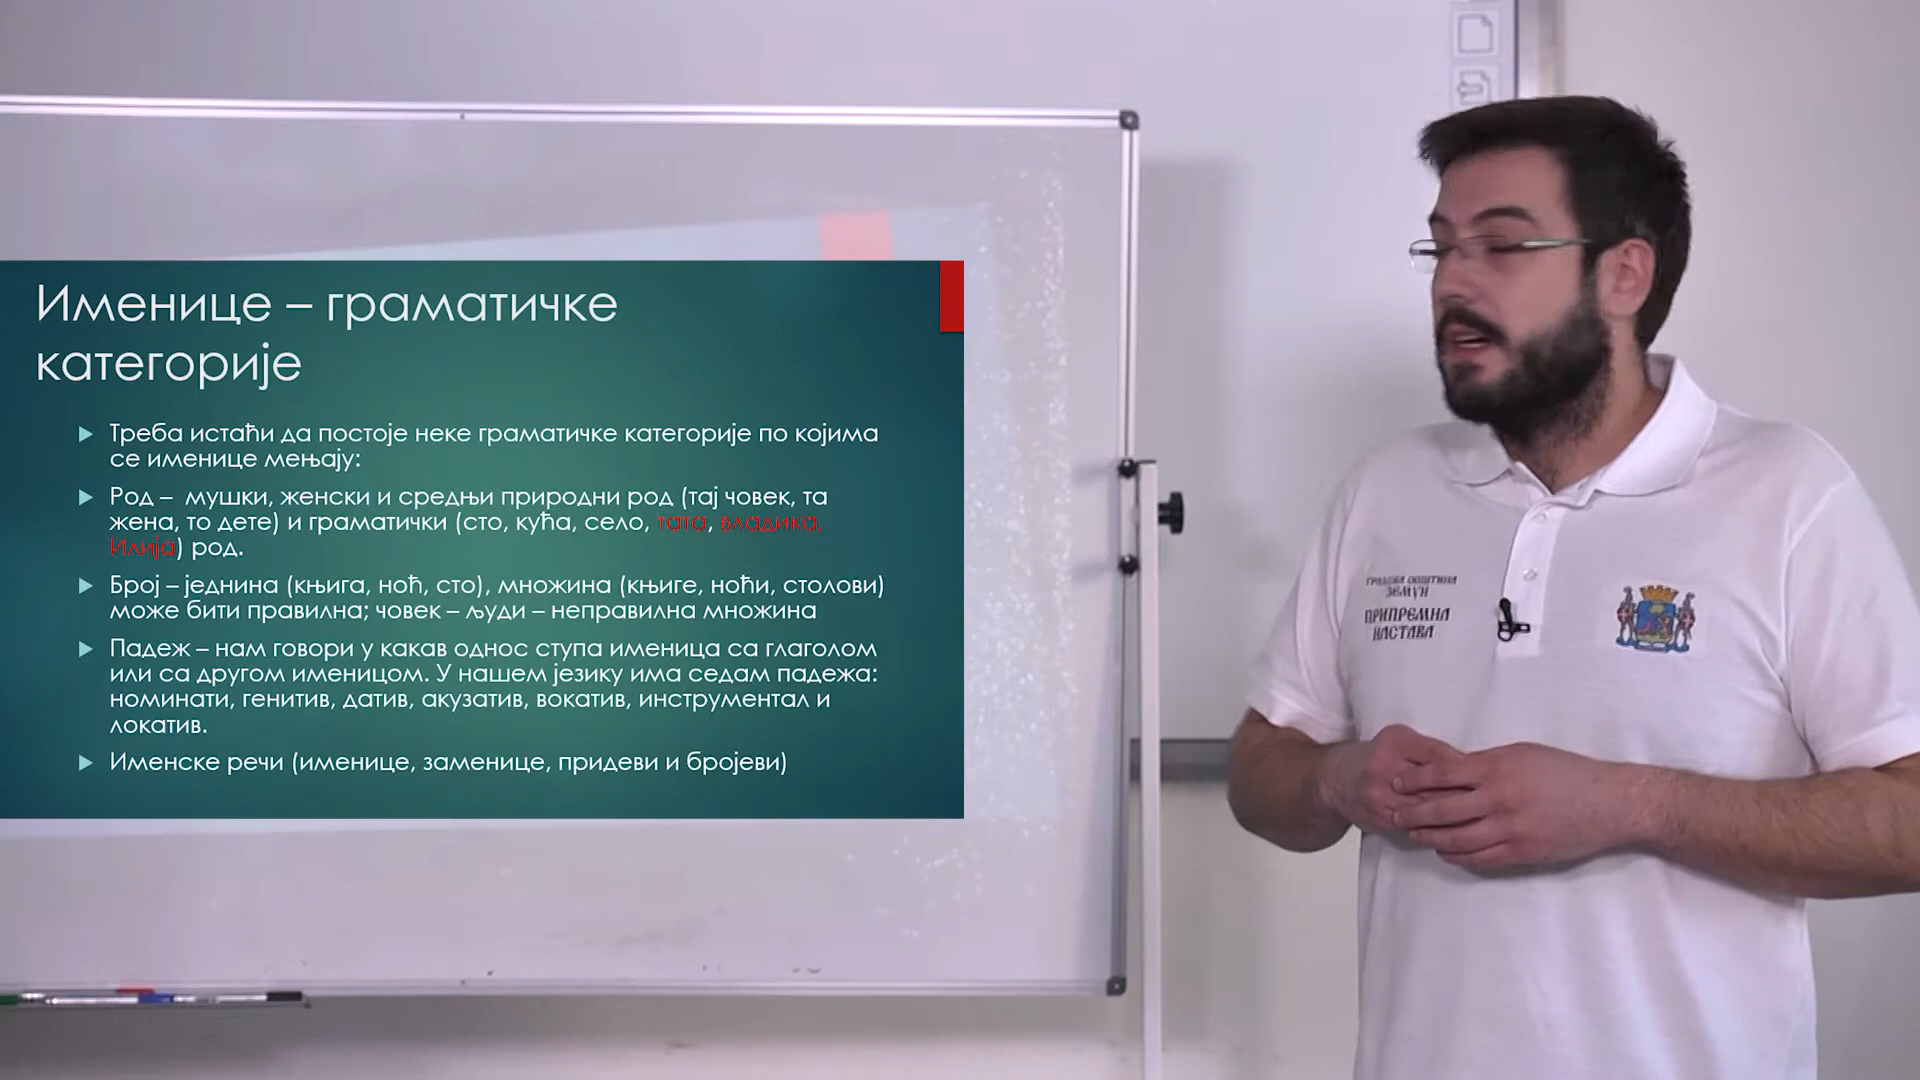 Именице – граматичке
категорије
Треба истаћи да постоје неке граматичке категорије по којима
се именице мењају:
Род – мушки, женски и средњи природни род (тај човек, та
жена, то дете) и граматички (сто, кућа, село, тата, владика,
Илија) род.
Број – једнина (књига, ноћ, сто), множина (књиге, ноћи, столови)
може бити правилна; човек – људи – неправилна множина
Падеж – нам говори у какав однос ступа именица са глаголом
или са другом именицом. У нашем језику има седам падежа:
номинати, генитив, датив, акузатив, вокатив, инструментал и
локатив.
Именске речи (именице, заменице, придеви и бројеви)
ГРАДСКА ОПШТИНА
ЗЕМУН
ПРИПРЕМНА
НАСТАВА